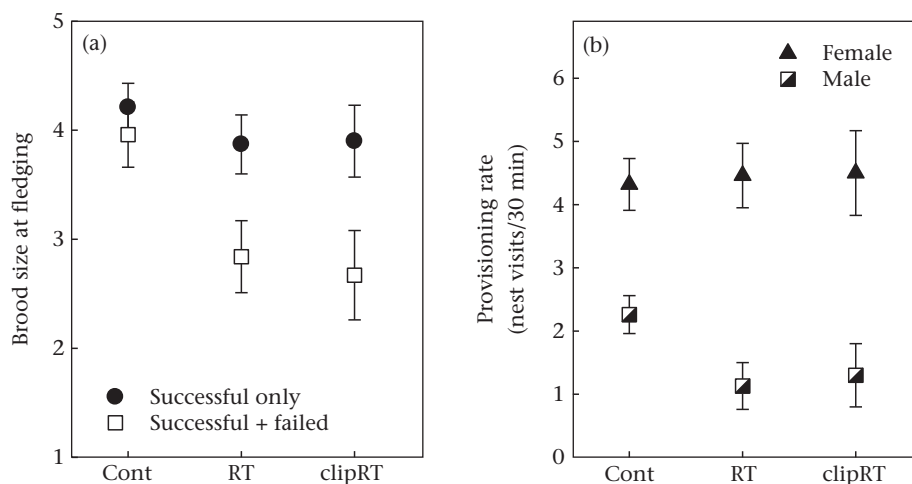 (a)
Brood size at fledging
5
4
3
2
1
Successful only
Successful + failed
Cont RT clipRT
(b)
Female
Male
Provisioning rate
(nest visits/30 min)
6
5
4
3
2
1
0
Cont RT clipRT